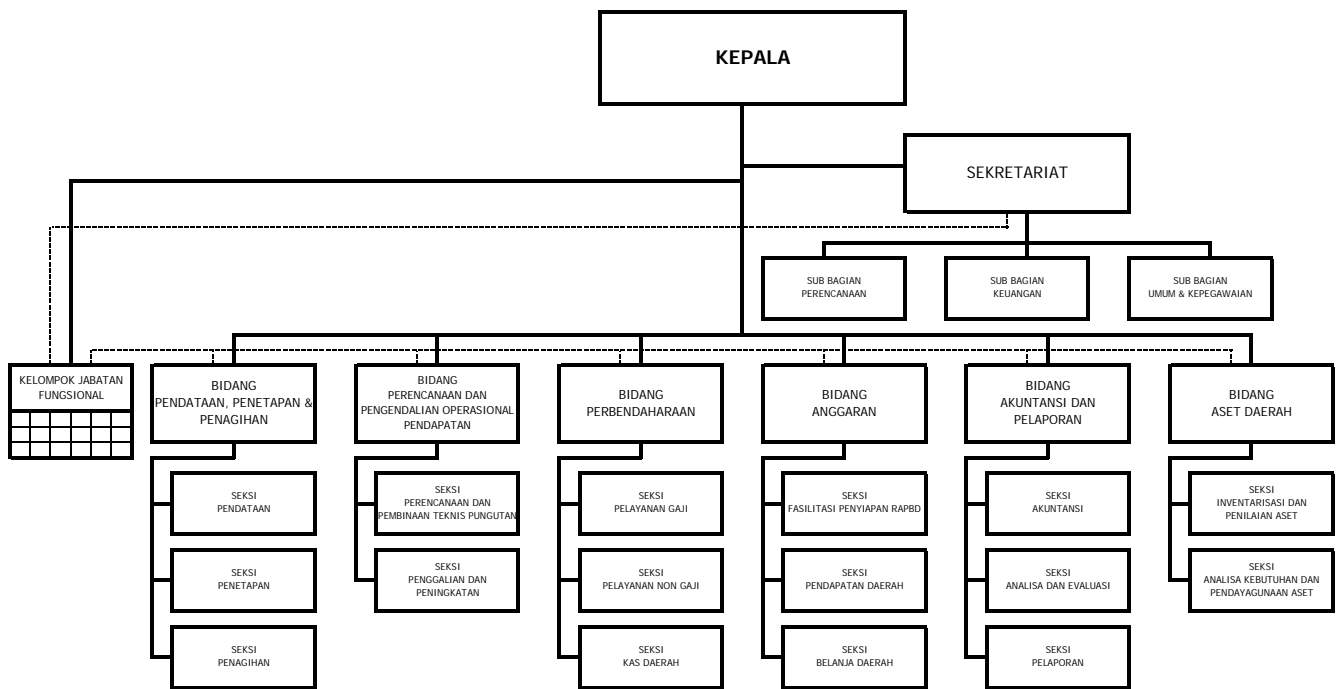 KEPALA
SEKRETARIAT
SUB BAGIAN
PERENCANAAN
SUB BAGIAN
KEUANGAN
SUB BAGIAN
UMUM & KEPEGAWAIAN
KELOMPOK JABATAN
FUNGSIONAL
BIDANG
PENDATAAN, PENETAPAN &
PENAGIHAN
BIDANG
PERENCANAAN DAN
PENGENDALIAN OPERASIONAL
PENDAPATAN
BIDANG
PERBENDAHARAAN
BIDANG
ANGGARAN
BIDANG
AKUNTANSI DAN
PELAPORAN
BIDANG
ASET DAERAH
SEKSI
PENDATAAN
SEKSI
PERENCANAAN DAN
PEMBINAAN TEKNIS PUNGUTAN
SEKSI
PELAYANAN GAJI
SEKSI
FASILITASI PENYIAPAN RAPBD
SEKSI
AKUNTANSI
SEKSI
INVENTARISASI DAN
PENILAIAN ASET
SEKSI
PENETAPAN
SEKSI
PENGGALIAN DAN
PENINGKATAN
SEKSI
PELAYANAN NON GAJI
SEKSI
PENDAPATAN DAERAH
SEKSI
ANALISA DAN EVALUASI
SEKSI
ANALISA KEBUTUHAN DAN
PENDAYAGUNAAN ASET
SEKSI
PENAGIHAN
SEKSI
KAS DAERAH
SEKSI
BELANJA DAERAH
SEKSI
PELAPORAN